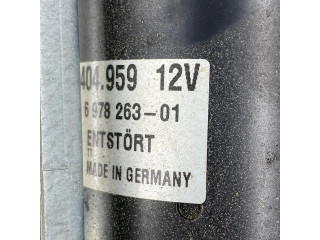 404.959 12V
6 978 263-01
ENTSTÖRT
MADE IN GERMANY